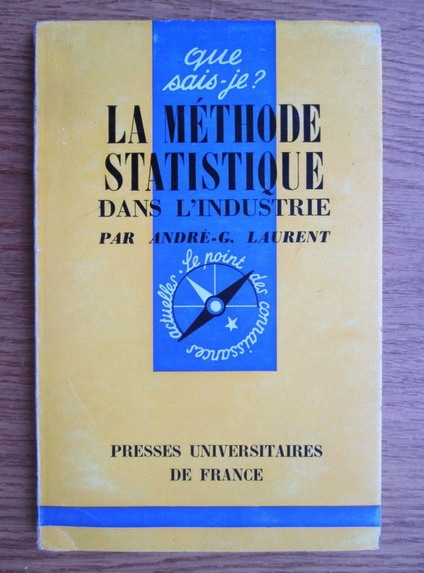 que
sais-je?
LA MÉTHODE
STATISTIQUE
DANS L'INDUSTRIE
PAR ANDRÉ-G. LAURENT
le point des connaissances actuelles.
PRESSES UNIVERSITAIRES
DE FRANCE